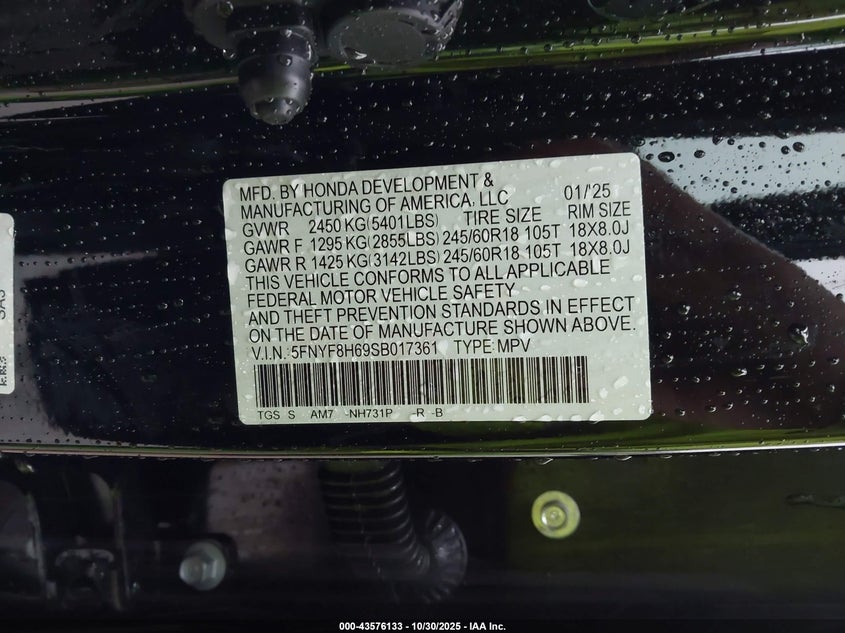 MFD. BY HONDA DEVELOPMENT &
MANUFACTURING OF AMERICA, LLC 01/'25
GVWR 2450 KG(5401LBS) TIRE SIZE RIM SIZE
GAWR F 1295 KG(2855LBS) 245/60R18 105T 18X8.0J
GAWR R 1425 KG(3142LBS) 245/60R18 105T 18X8.0J
THIS VEHICLE CONFORMS TO ALL APPLICABLE
FEDERAL MOTOR VEHICLE SAFETY
AND THEFT PREVENTION STANDARDS IN EFFECT
ON THE DATE OF MANUFACTURE SHOWN ABOVE.
V.I.N.: 5FNYF8H69SB017361 TYPE: MPV
TGS S AM7 -NH731P -R -B
SAS
000-43576133 - 10/30/2025 - IAA Inc.